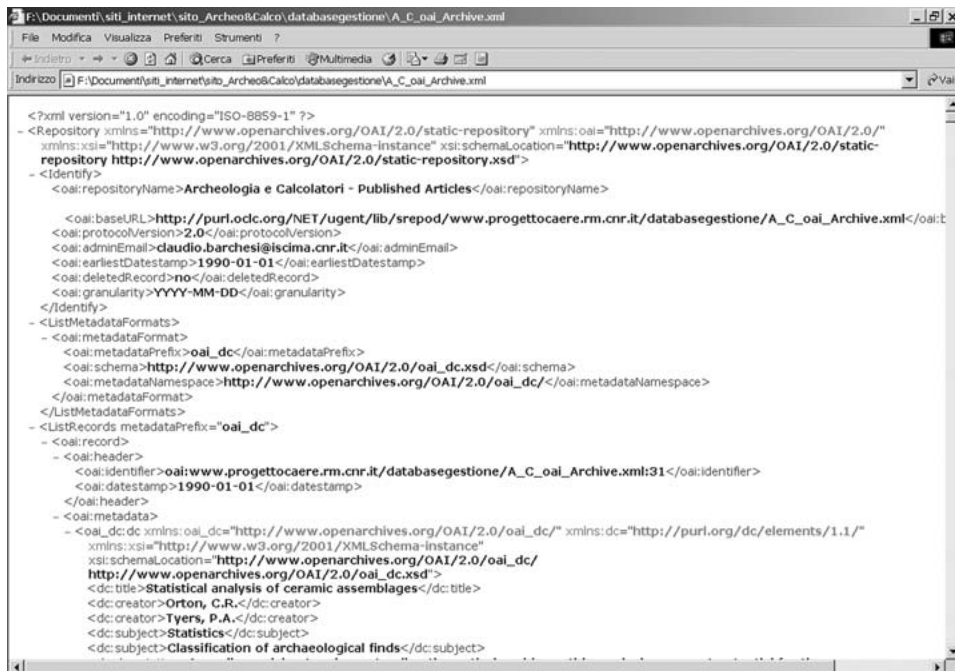 F:\Documenti\siti_internet\sito_Archeo&Calco\databasegestione\A_C_oai_Archive.xml
File Modifica Visualizza Preferiti Strumenti ?
Indietro Cerca Preferiti Multimedia
Indirizzo F:\Documenti\siti_internet\sito_Archeo&Calco\databasegestione\A_C_oai_Archive.xml Vai
<?xml version="1.0" encoding="ISO-8859-1" ?>
- <Repository xmlns="http://www.openarchives.org/OAI/2.0/static-repository" xmlns:oai="http://www.openarchives.org/OAI/2.0/"
xmlns:xsi="http://www.w3.org/2001/XMLSchema-instance" xsi:schemaLocation="http://www.openarchives.org/OAI/2.0/static-
repository http://www.openarchives.org/OAI/2.0/static-repository.xsd">
- <Identify>
<oai:repositoryName>Archeologia e Calcolatori - Published Articles</oai:repositoryName>
<oai:baseURL>http://purl.oclc.org/NET/ugent/lib/srepod/www.progettocaere.rm.cnr.it/databasegestione/A_C_oai_Archive.xml</oai:b
<oai:protocolVersion>2.0</oai:protocolVersion>
<oai:adminEmail>claudio.barchesi@iscima.cnr.it</oai:adminEmail>
<oai:earliestDatestamp>1990-01-01</oai:earliestDatestamp>
<oai:deletedRecord>no</oai:deletedRecord>
<oai:granularity>YYYY-MM-DD</oai:granularity>
</Identify>
- <ListMetadataFormats>
- <oai:metadataFormat>
<oai:metadataPrefix>oai_dc</oai:metadataPrefix>
<oai:schema>http://www.openarchives.org/OAI/2.0/oai_dc.xsd</oai:schema>
<oai:metadataNamespace>http://www.openarchives.org/OAI/2.0/oai_dc/</oai:metadataNamespace>
</oai:metadataFormat>
</ListMetadataFormats>
- <ListRecords metadataPrefix="oai_dc">
- <oai:record>
- <oai:header>
<oai:identifier>oai:www.progettocaere.rm.cnr.it/databasegestione/A_C_oai_Archive.xml:31</oai:identifier>
<oai:datestamp>1990-01-01</oai:datestamp>
</oai:header>
- <oai:metadata>
- <oai_dc:dc xmlns:oai_dc="http://www.openarchives.org/OAI/2.0/oai_dc/" xmlns:dc="http://purl.org/dc/elements/1.1/"
xmlns:xsi="http://www.w3.org/2001/XMLSchema-instance"
xsi:schemaLocation="http://www.openarchives.org/OAI/2.0/oai_dc/
http://www.openarchives.org/OAI/2.0/oai_dc.xsd">
<dc:title>Statistical analysis of ceramic assemblages</dc:title>
<dc:creator>Orton, C.R.</dc:creator>
<dc:creator>Tyers, P.A.</dc:creator>
<dc:subject>Statistics</dc:subject>
<dc:subject>Classification of archaeological finds</dc:subject>